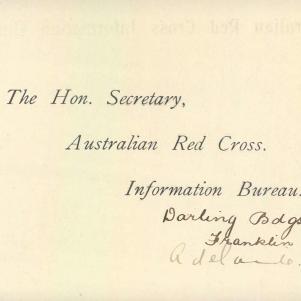 The Hon. Secretary,
Australian Red Cross.
Information Bureau.
Darling Bdgs
Franklin
Adelaide.